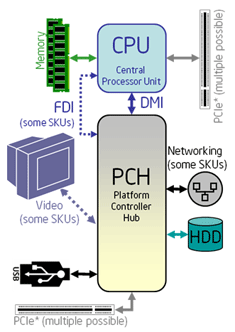 Memory
CPU
Central
Processor Unit
PCIe* (multiple possible)
FDI
(some SKUs)
DMI
Networking
(some SKUs)
PCH
Platform
Controller
Hub
Video
(some SKUs)
HDD
USB
PCIe* (multiple possible)